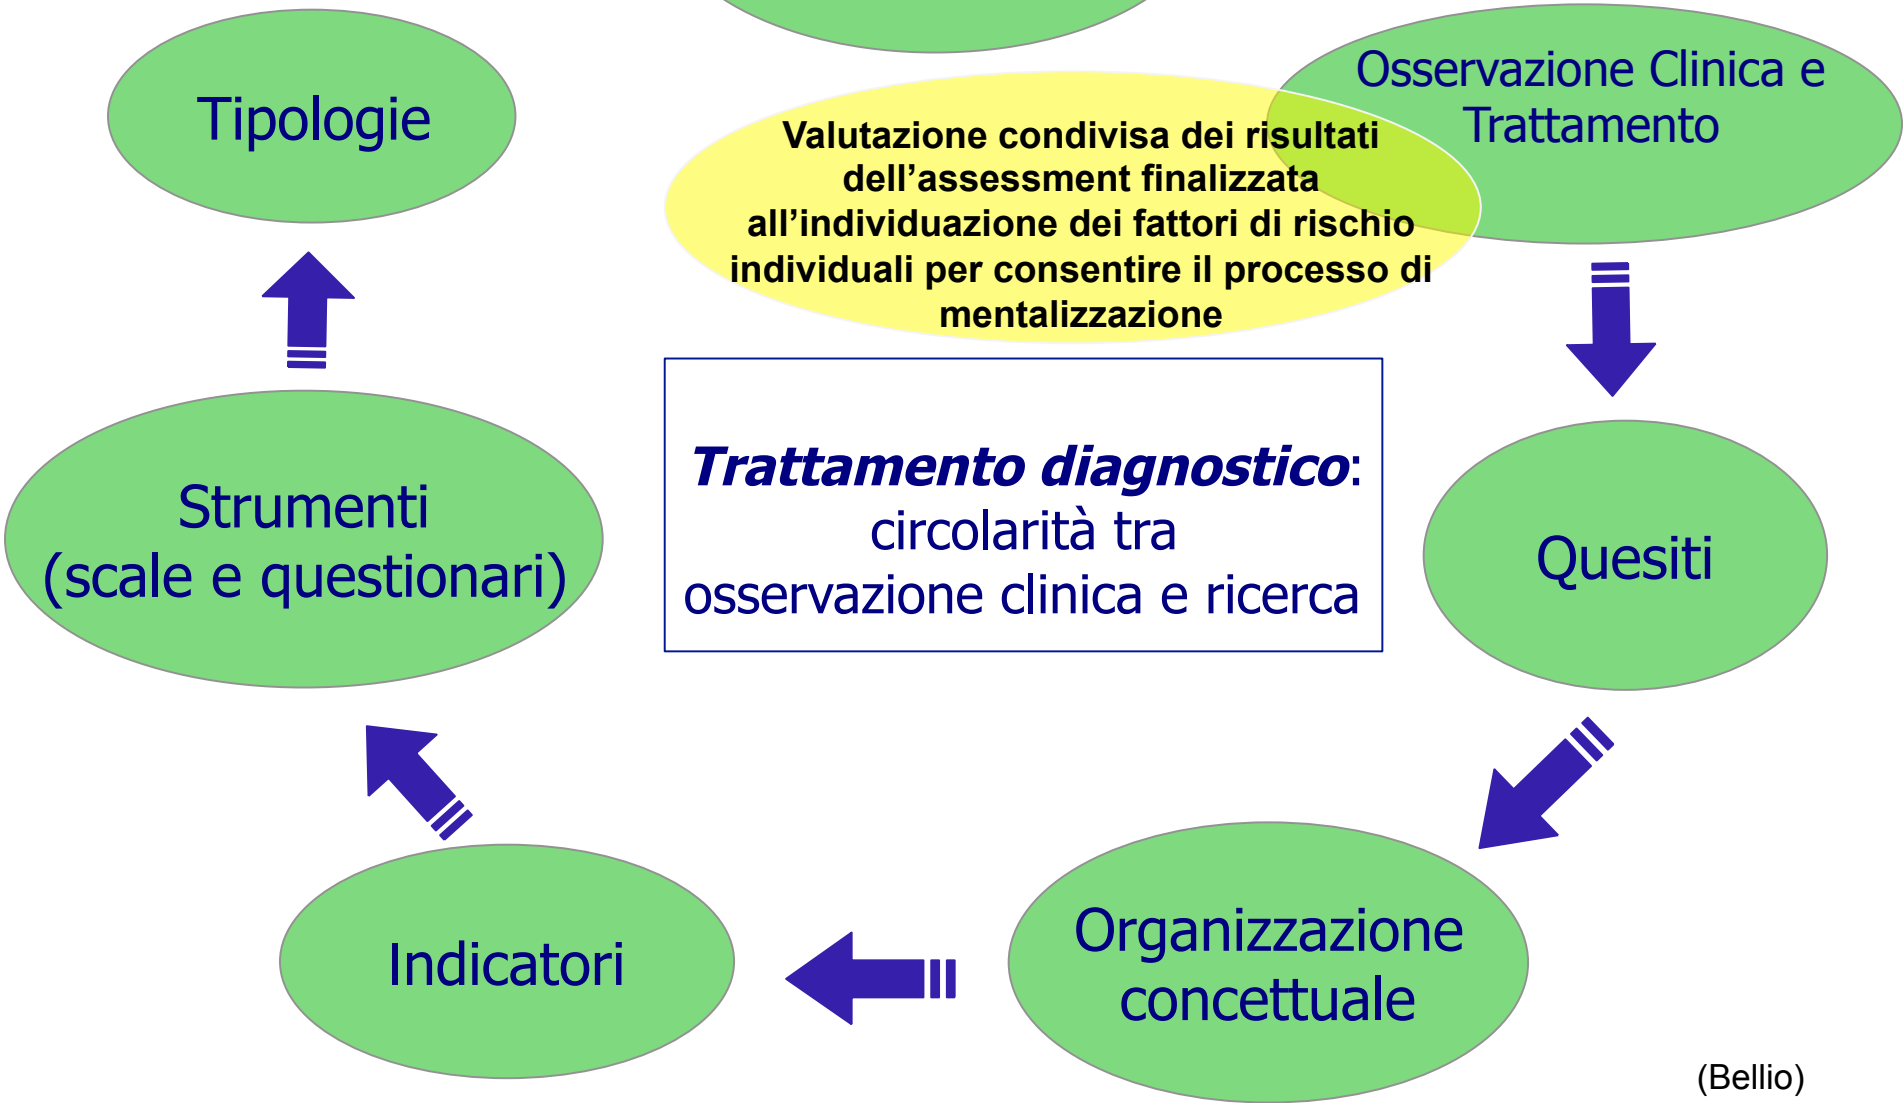 Tipologie
Osservazione Clinica e
Trattamento
Valutazione condivisa dei risultati
dell’assessment finalizzata
all’individuazione dei fattori di rischio
individuali per consentire il processo di
mentalizzazione
Trattamento diagnostico:
circolarità tra
osservazione clinica e ricerca
Strumenti
(scale e questionari)
Quesiti
Indicatori
Organizzazione
concettuale
(Bellio)